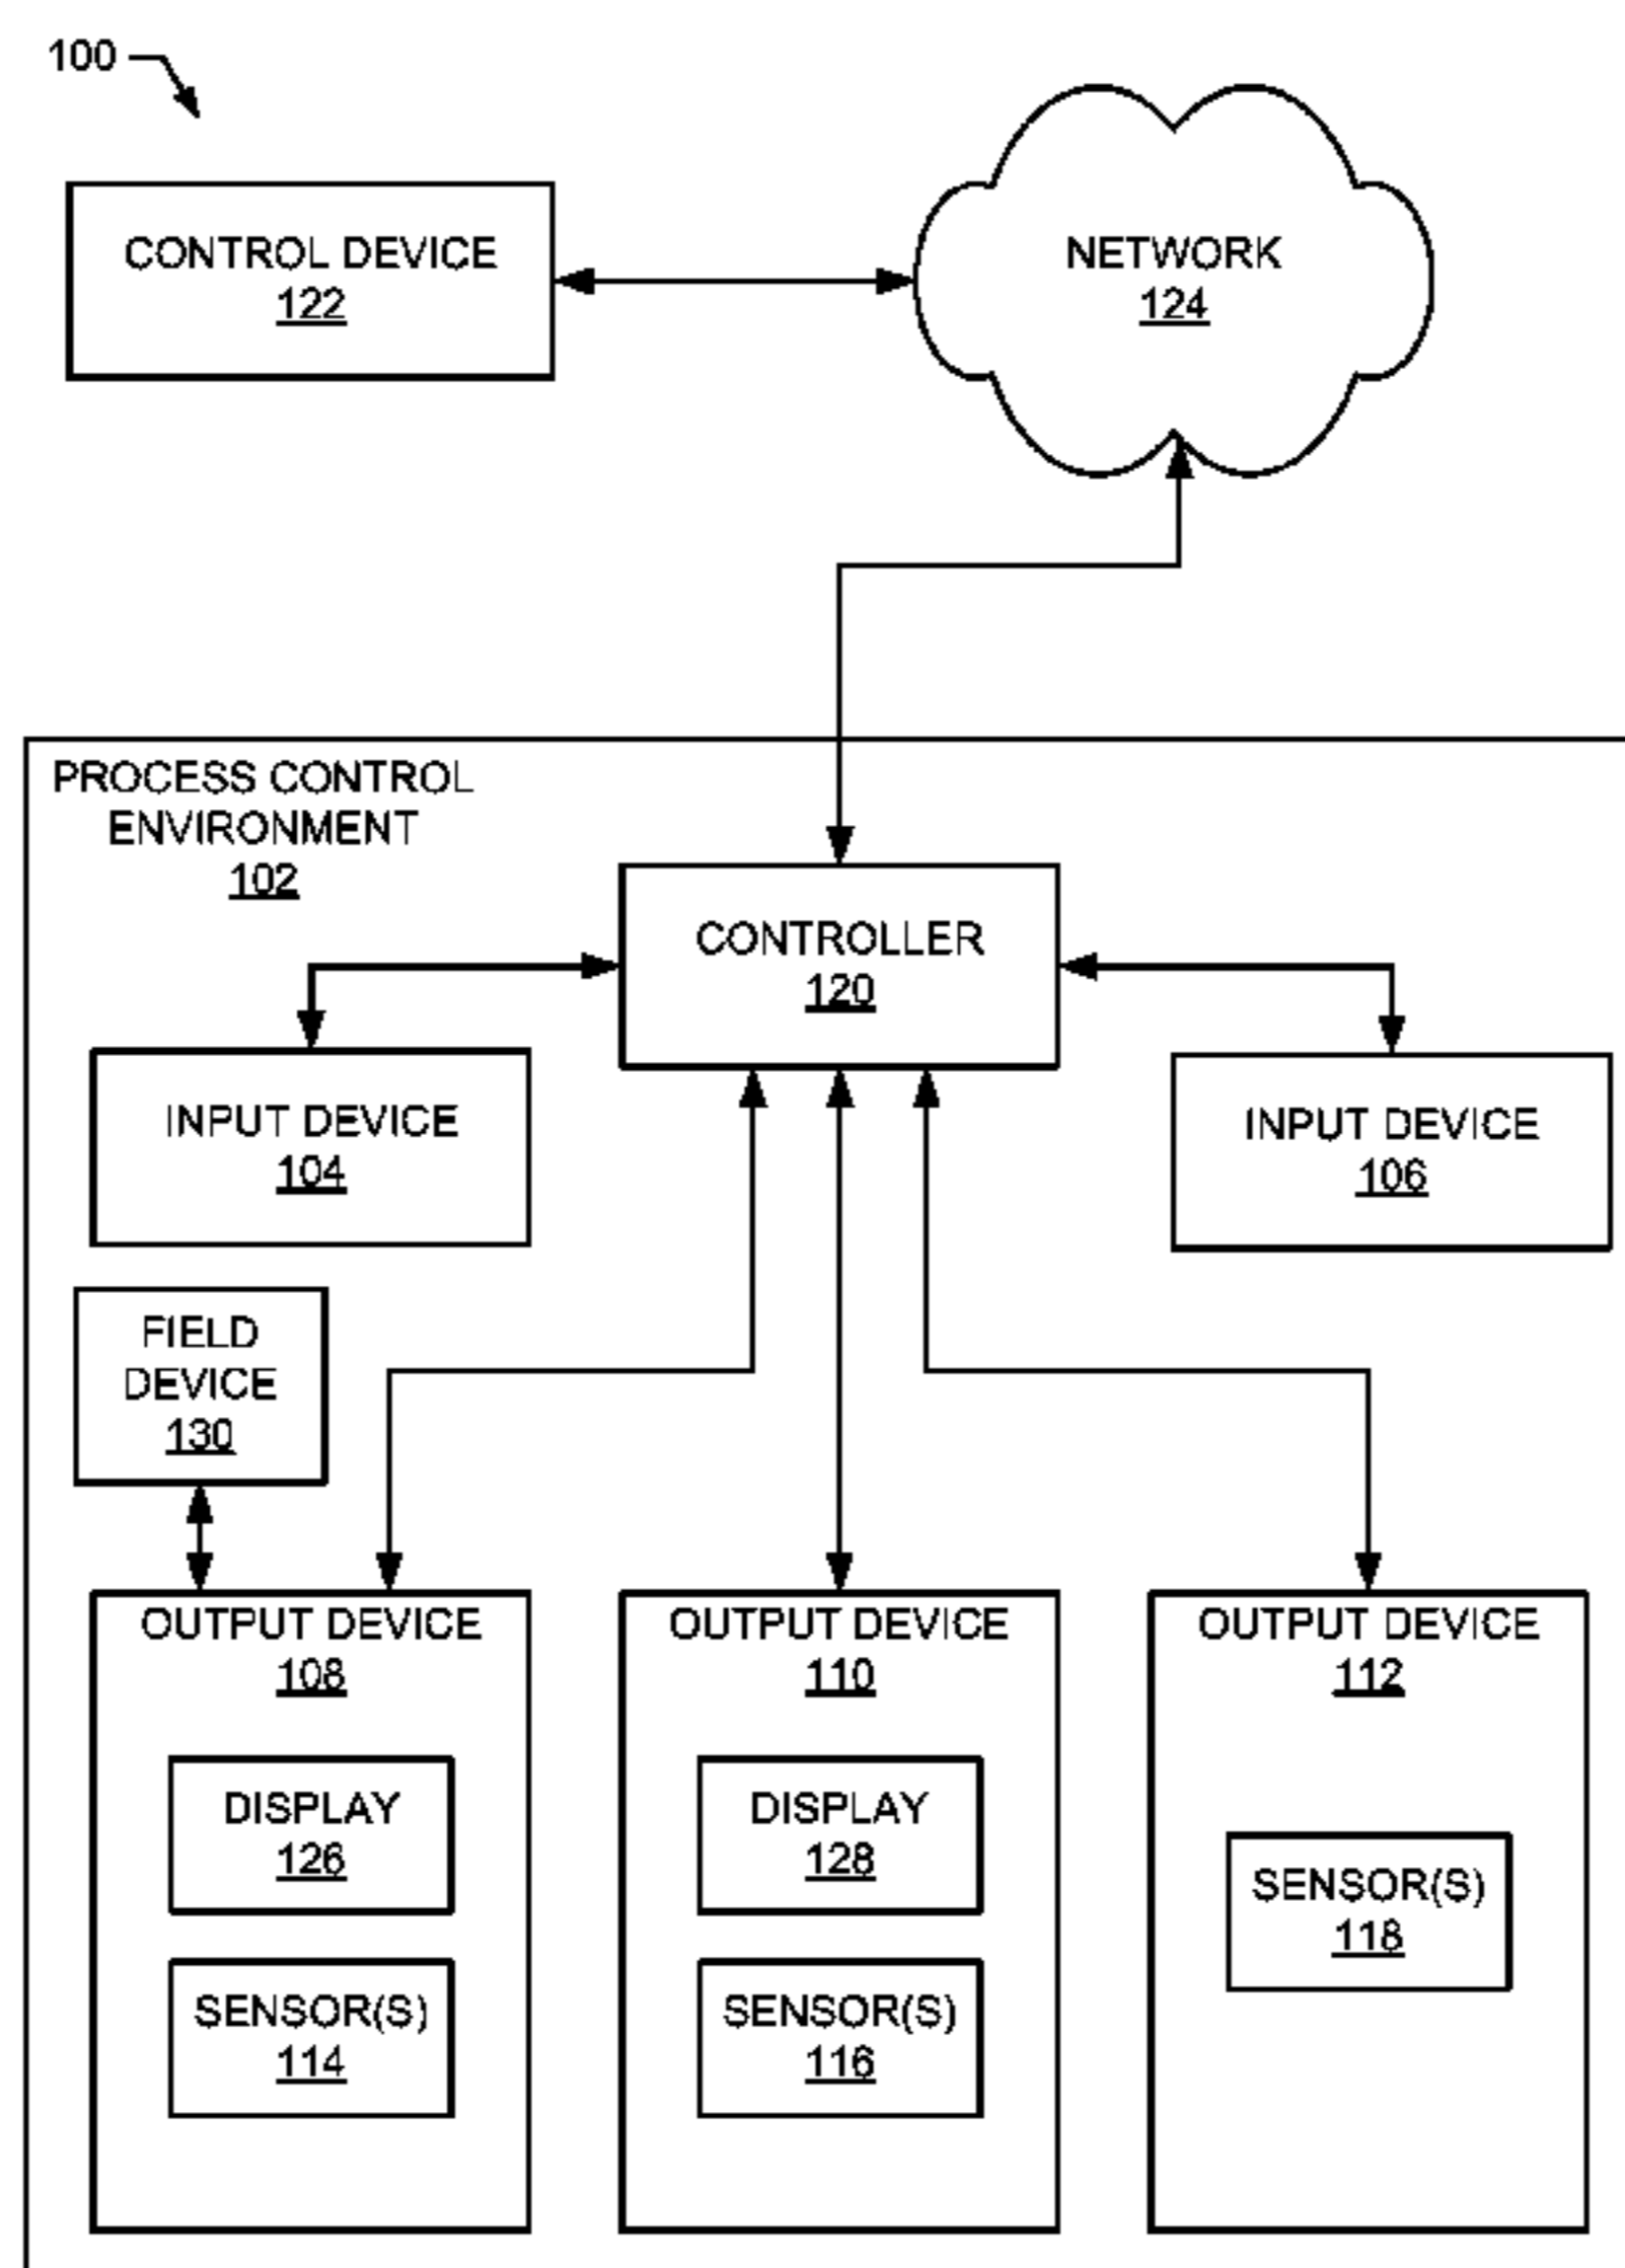 100
CONTROL DEVICE
122
NETWORK
124
PROCESS CONTROL
ENVIRONMENT
102
CONTROLLER
120
INPUT DEVICE
104
INPUT DEVICE
106
FIELD
DEVICE
130
OUTPUT DEVICE
108
DISPLAY
126
SENSOR(S)
114
OUTPUT DEVICE
110
DISPLAY
128
SENSOR(S)
116
OUTPUT DEVICE
112
SENSOR(S)
118